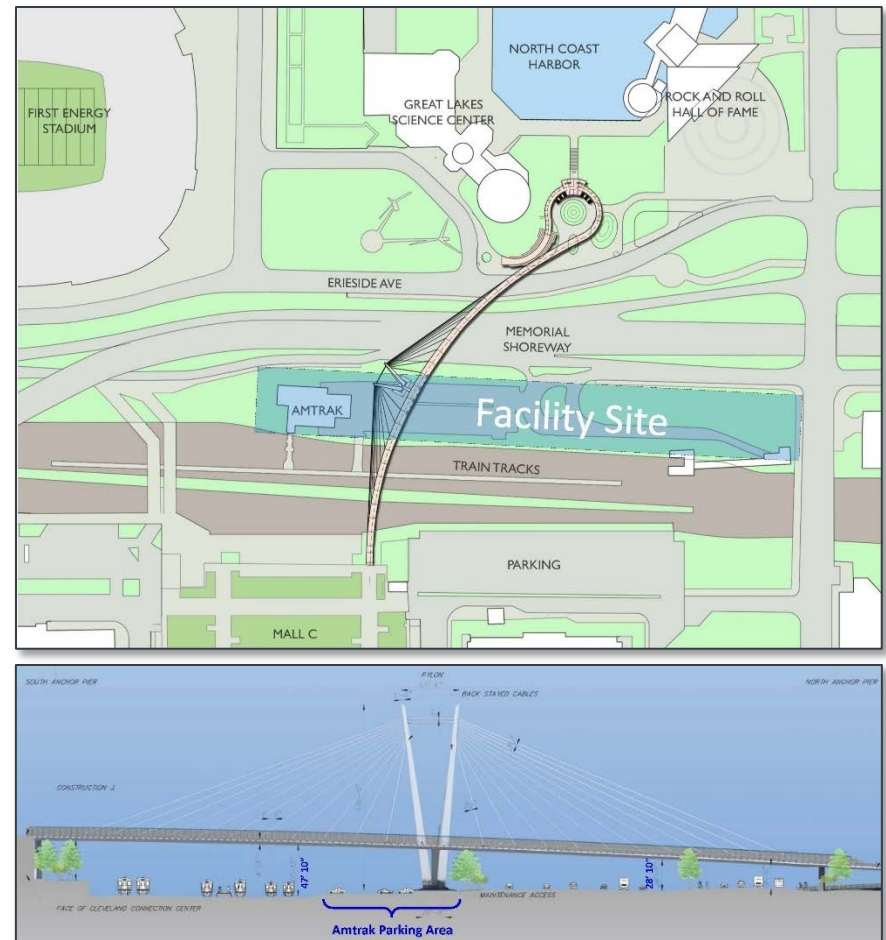 NORTH COAST
HARBOR
FIRST ENERGY
STADIUM
GREAT LAKES
SCIENCE CENTER
ROCK AND ROLL
HALL OF FAME
ERIESIDE AVE
MEMORIAL
SHOREWAY
AMTRAK
Facility Site
TRAIN TRACKS
PARKING
MALL C
SOUTH ANCHOR PIER
PYLON
NORTH ANCHOR PIER
BACK STAYED CABLES
CONSTRUCTION J.
47' 10"
28' 10"
MAINTENANCE ACCESS
FACE OF CLEVELAND CONNECTION CENTER
Amtrak Parking Area